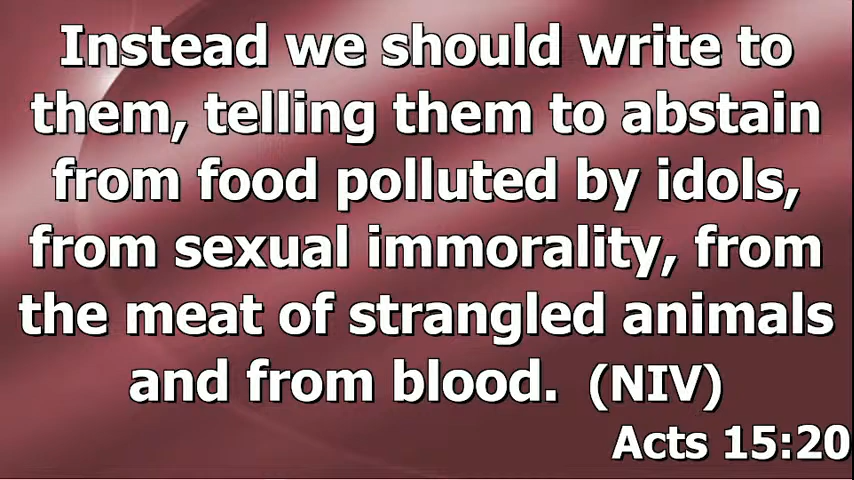 Instead we should write to
them, telling them to abstain
from food polluted by idols,
from sexual immorality, from
the meat of strangled animals
and from blood. (NIV)
Acts 15:20